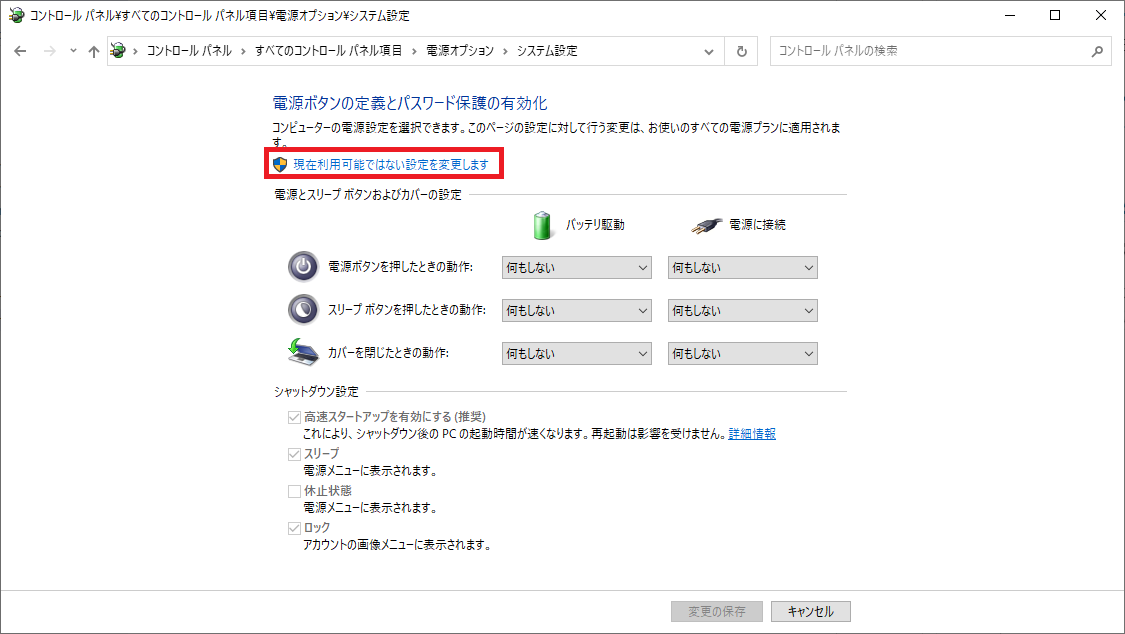 コントロール パネル¥すべてのコントロール パネル項目¥電源オプション¥システム設定
コントロール パネル › すべてのコントロール パネル項目 › 電源オプション › システム設定
コントロール パネルの検索
電源ボタンの定義とパスワード保護の有効化
コンピューターの電源設定を選択できます。このページの設定に対して行う変更は、お使いのすべての電源プランに適用されま
す。
現在利用可能ではない設定を変更します
電源とスリープ ボタンおよびカバーの設定
バッテリ駆動 電源に接続
電源ボタンを押したときの動作: 何もしない 何もしない
スリープ ボタンを押したときの動作: 何もしない 何もしない
カバーを閉じたときの動作: 何もしない 何もしない
シャットダウン設定
高速スタートアップを有効にする (推奨)
これにより、シャットダウン後の PC の起動時間が速くなります。再起動は影響を受けません。詳細情報
スリープ
電源メニューに表示されます。
休止状態
電源メニューに表示されます。
ロック
アカウントの画像メニューに表示されます。
変更の保存 キャンセル